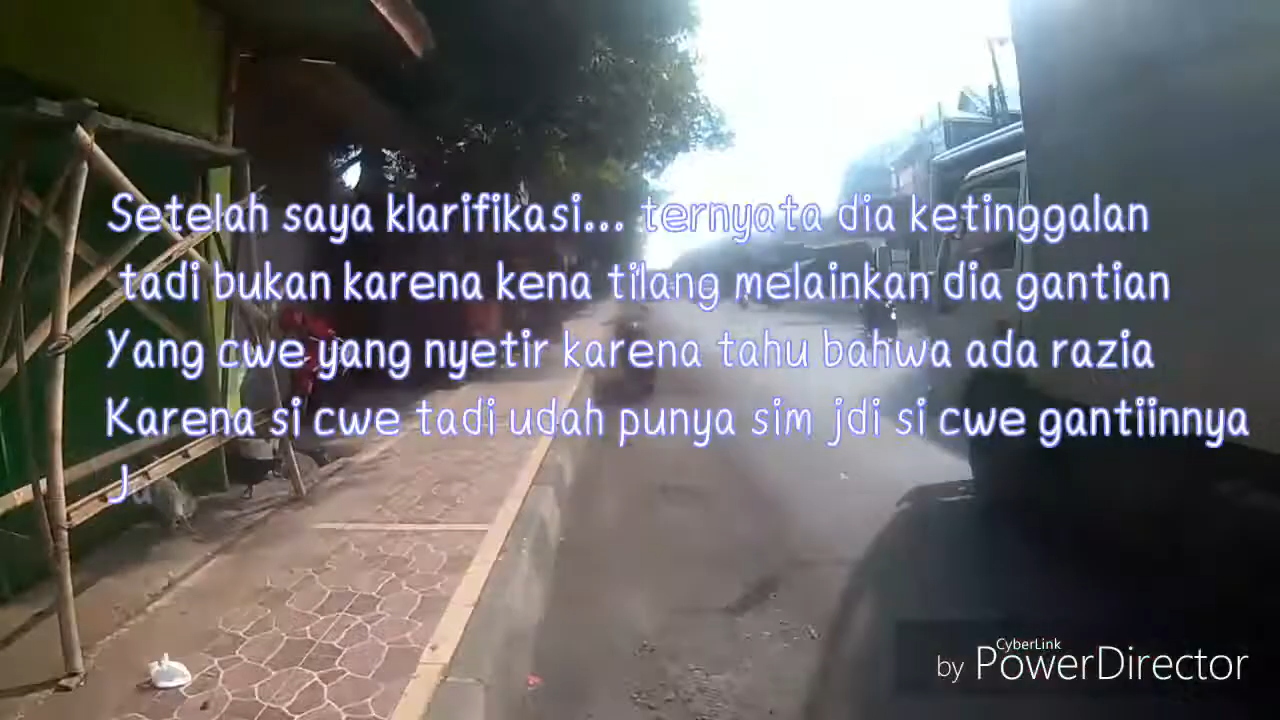 Setelah saya klarifikasi... ternyata dia ketinggalan
tadi bukan karena kena tilang melainkan dia gantian
Yang cwe yang nyetir karena tahu bahwa ada razia
Karena si cwe tadi udah punya sim jdi si cwe gantiinnya
Ja
by CyberLink PowerDirector